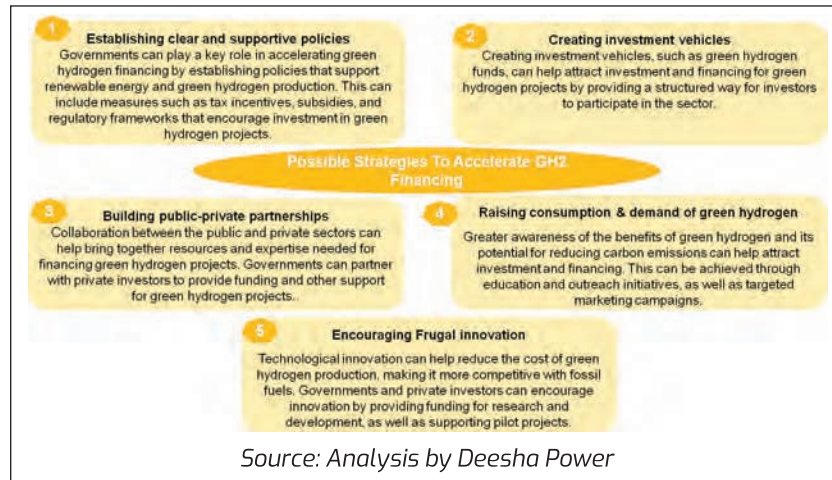 1
Establishing clear and supportive policies
Governments can play a key role in accelerating green
hydrogen financing by establishing policies that support
renewable energy and green hydrogen production. This can
include measures such as tax incentives, subsidies, and
regulatory frameworks that encourage investment in green
hydrogen projects.
2
Creating investment vehicles
Creating investment vehicles, such as green hydrogen
funds, can help attract investment and financing for green
hydrogen projects by providing a structured way for investors
to participate in the sector.
Possible Strategies To Accelerate GH2
Financing
3
Building public-private partnerships
Collaboration between the public and private sectors can
help bring together resources and expertise needed for
financing green hydrogen projects. Governments can partner
with private investors to provide funding and other support
for green hydrogen projects..
4
Raising consumption & demand of green hydrogen
Greater awareness of the benefits of green hydrogen and its
potential for reducing carbon emissions can help attract
investment and financing. This can be achieved through
education and outreach initiatives, as well as targeted
marketing campaigns.
5
Encouraging Frugal innovation
Technological innovation can help reduce the cost of green
hydrogen production, making it more competitive with fossil
fuels. Governments and private investors can encourage
innovation by providing funding for research and
development, as well as supporting pilot projects.
Source: Analysis by Deesha Power